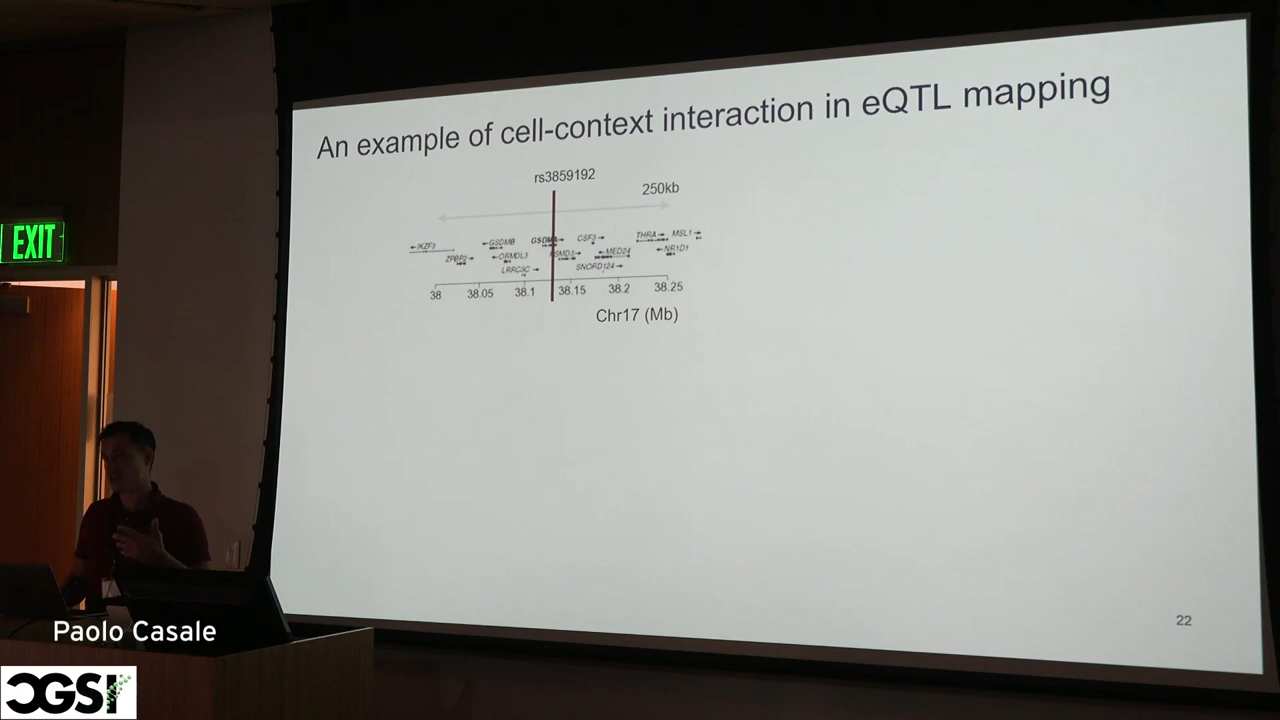 An example of cell-context interaction in eQTL mapping
rs3859192
250kb
←IKZF3
←GSDMB
GSDMA→
CSF3→
THRA→
MSL1→
ZPBP2→
←ORMDL3
PSMD3→
←MED24
←NR1D1
LRRC3C→
SNORD124→
38 38.05 38.1 38.15 38.2 38.25
Chr17 (Mb)
22
EXIT
Paolo Casale
CGSI